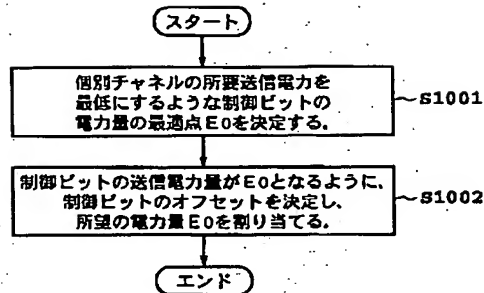 スタート
個別チャネルの所要送信電力を
最低にするような制御ビットの
電力量の最適点E0を決定する。
S1001
制御ビットの送信電力量がE0となるように、
制御ビットのオフセットを決定し、
所望の電力量E0を割り当てる。
S1002
エンド